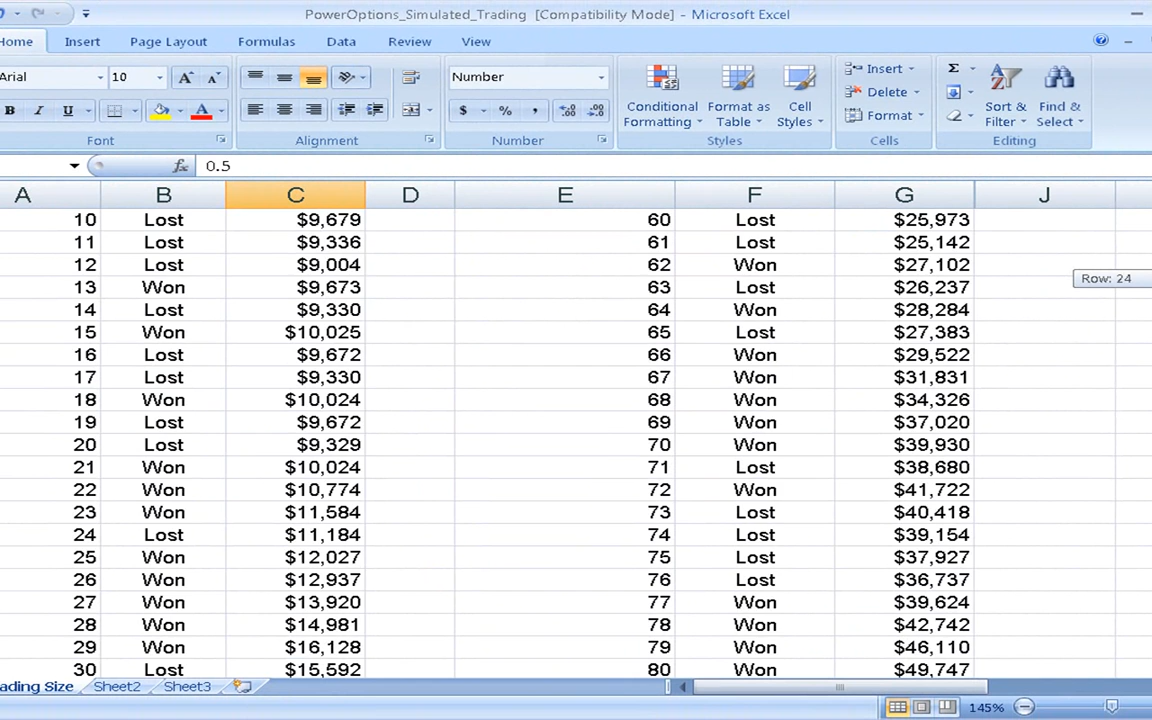 PowerOptions_Simulated_Trading [Compatibility Mode] - Microsoft Excel
Home Insert Page Layout Formulas Data Review View
Arial 10 A A Number Insert Σ
B I U A $ % , .0 .00 .00 .0 Conditional Formatting Format as Table Cell Styles Delete Format Sort & Filter Find & Select
Font Alignment Number Styles Cells Editing
fx 0.5
A B C D E F G J
10 Lost $9,679 60 Lost $25,973
11 Lost $9,336 61 Lost $25,142
12 Lost $9,004 62 Won $27,102
Row: 24
13 Won $9,673 63 Lost $26,237
14 Lost $9,330 64 Won $28,284
15 Won $10,025 65 Lost $27,383
16 Lost $9,672 66 Won $29,522
17 Lost $9,330 67 Won $31,831
18 Won $10,024 68 Won $34,326
19 Lost $9,672 69 Won $37,020
20 Lost $9,329 70 Won $39,930
21 Won $10,024 71 Lost $38,680
22 Won $10,774 72 Won $41,722
23 Won $11,584 73 Lost $40,418
24 Lost $11,184 74 Lost $39,154
25 Won $12,027 75 Lost $37,927
26 Won $12,937 76 Lost $36,737
27 Won $13,920 77 Won $39,624
28 Won $14,981 78 Won $42,742
29 Won $16,128 79 Won $46,110
30 Lost $15,592 80 Won $49,747
ading Size Sheet2 Sheet3
145%